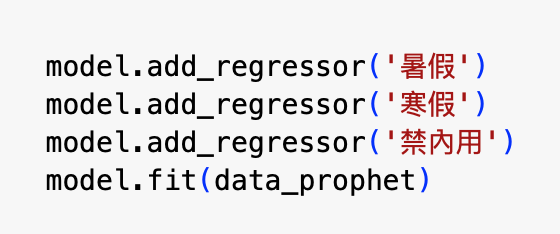 model.add_regressor('暑假')
model.add_regressor('寒假')
model.add_regressor('禁內用')
model.fit(data_prophet)